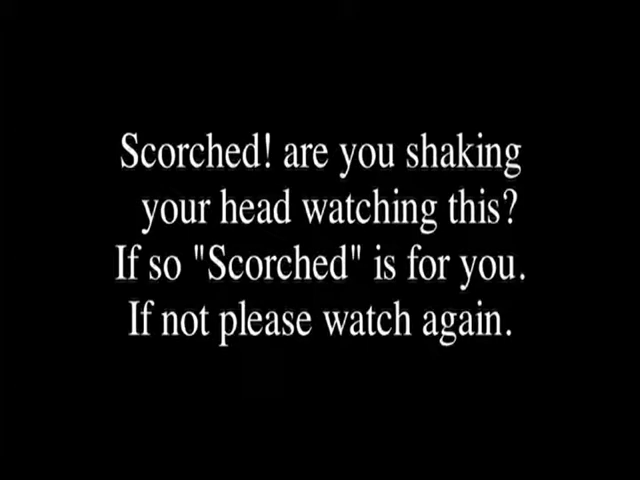 Scorched! are you shaking
your head watching this?
If so "Scorched" is for you.
If not please watch again.